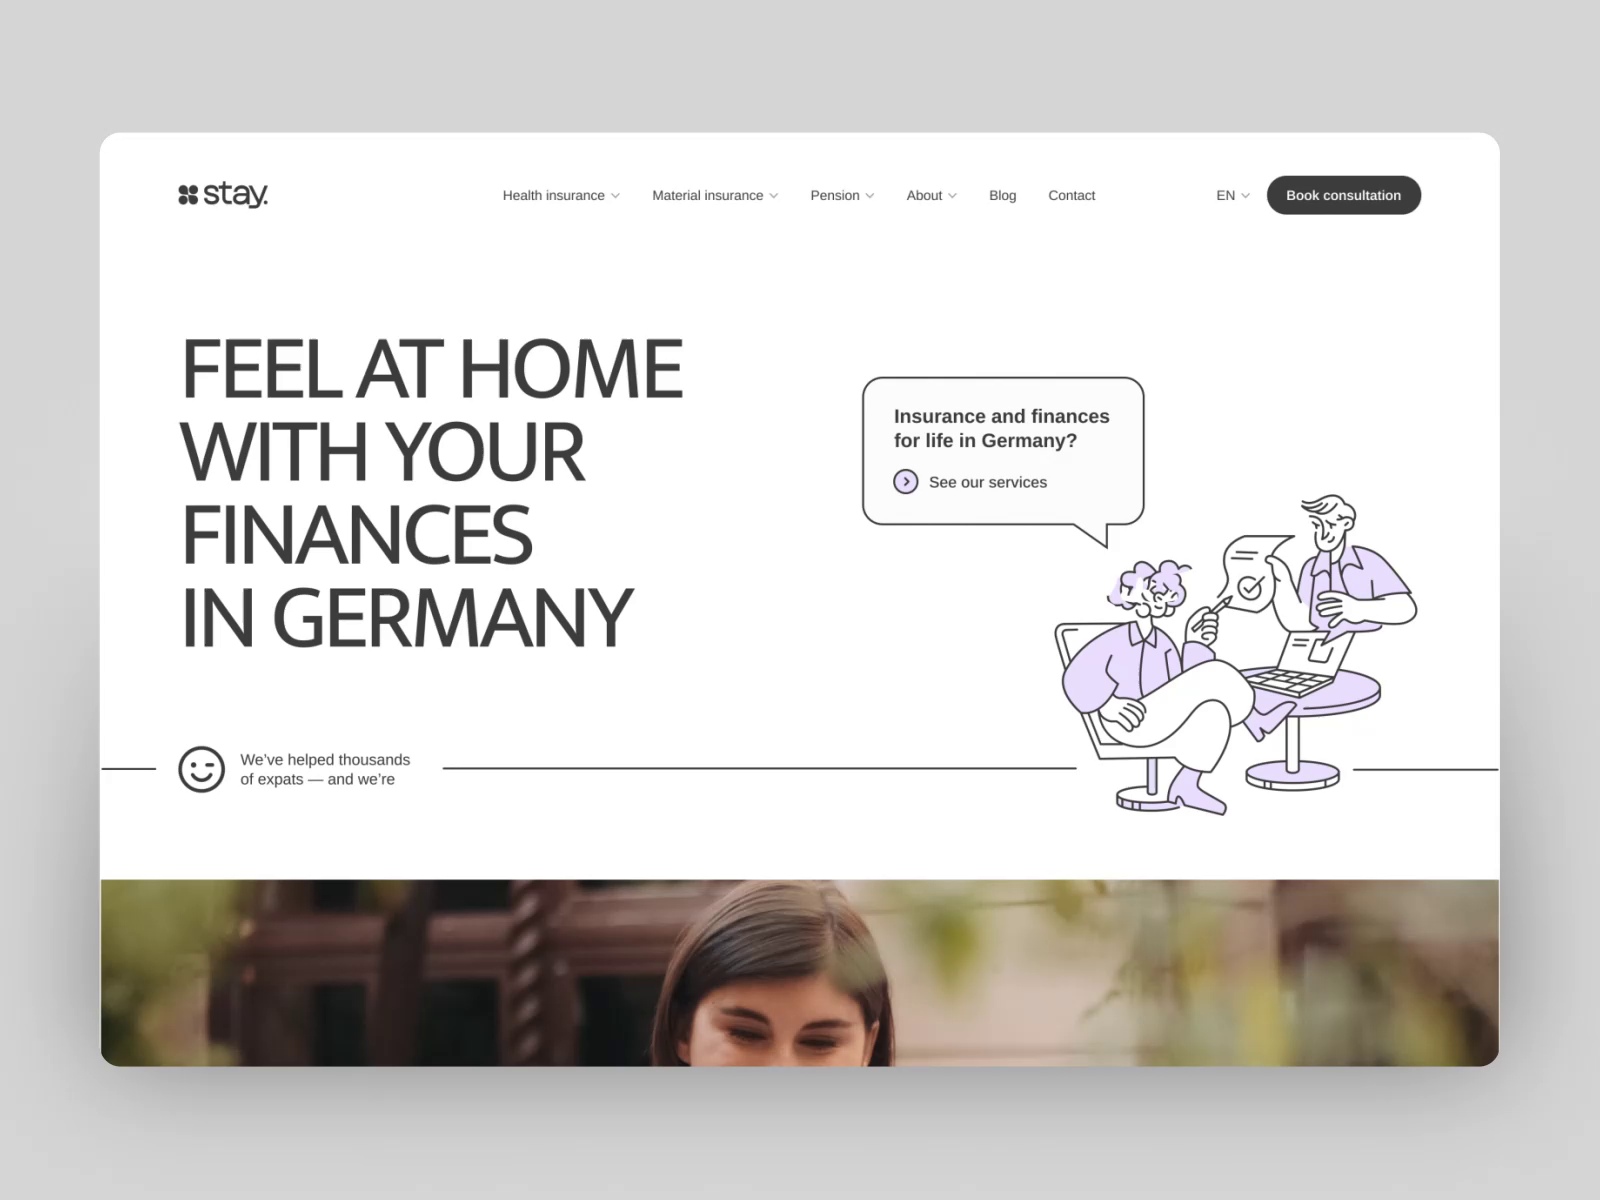 stay.
Health insurance
Material insurance
Pension
About
Blog
Contact
EN
Book consultation
FEEL AT HOME
WITH YOUR
FINANCES
IN GERMANY
Insurance and finances
for life in Germany?
See our services
We’ve helped thousands
of expats — and we’re